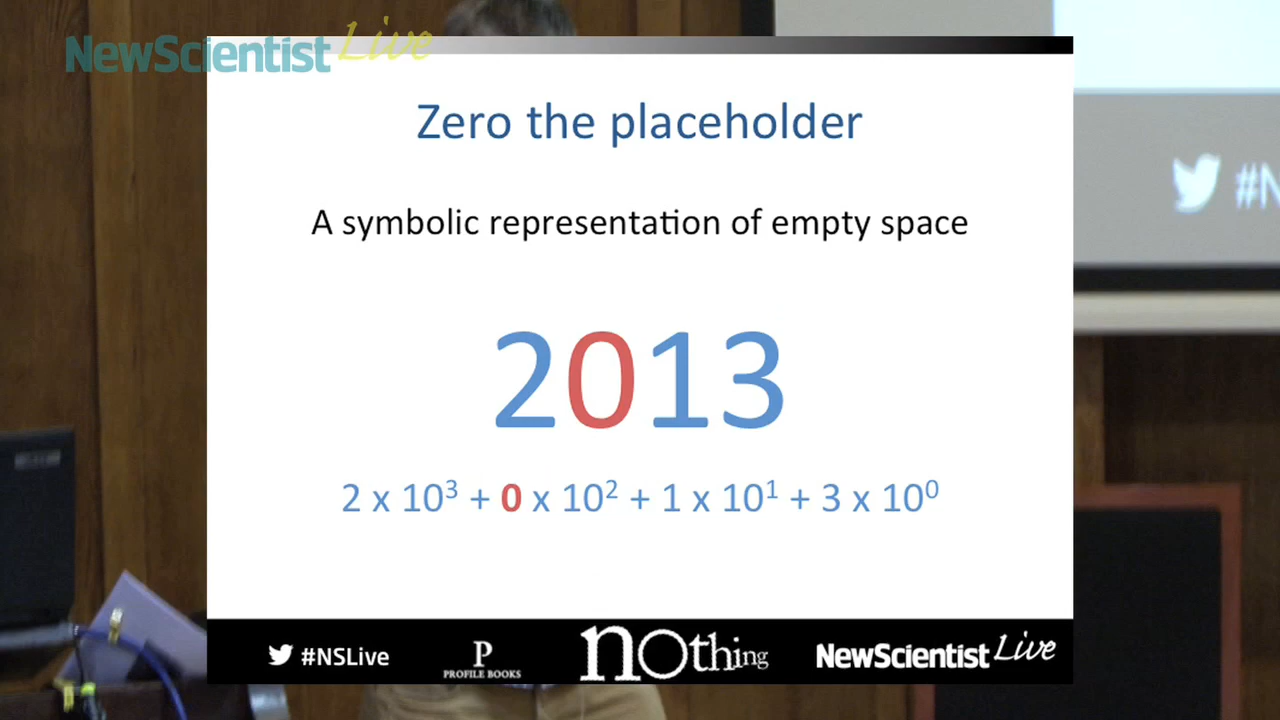 NewScientist Live
Zero the placeholder
A symbolic representation of empty space
2013
2 x 10³ + 0 x 10² + 1 x 10¹ + 3 x 10⁰
#NSLive
P
PROFILE BOOKS
nothing
NewScientist Live
#N